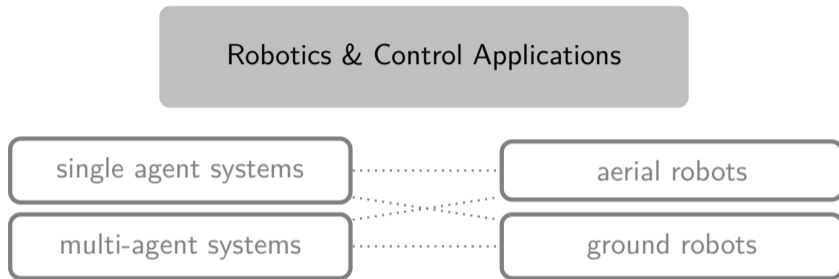 Robotics & Control Applications
single agent systems
aerial robots
multi-agent systems
ground robots